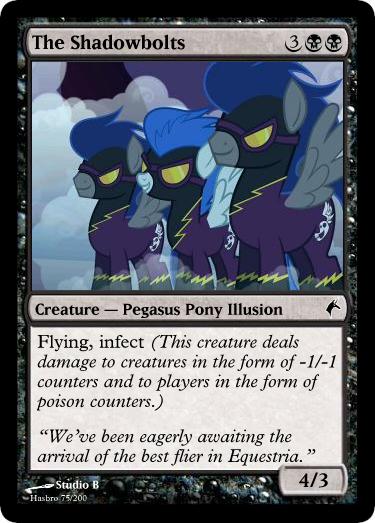 The Shadowbolts 3
Creature — Pegasus Pony Illusion
Flying, infect (This creature deals
damage to creatures in the form of -1/-1
counters and to players in the form of
poison counters.)
“We’ve been eagerly awaiting the
arrival of the best flier in Equestria.”
4/3
Studio B
Hasbro 75/200